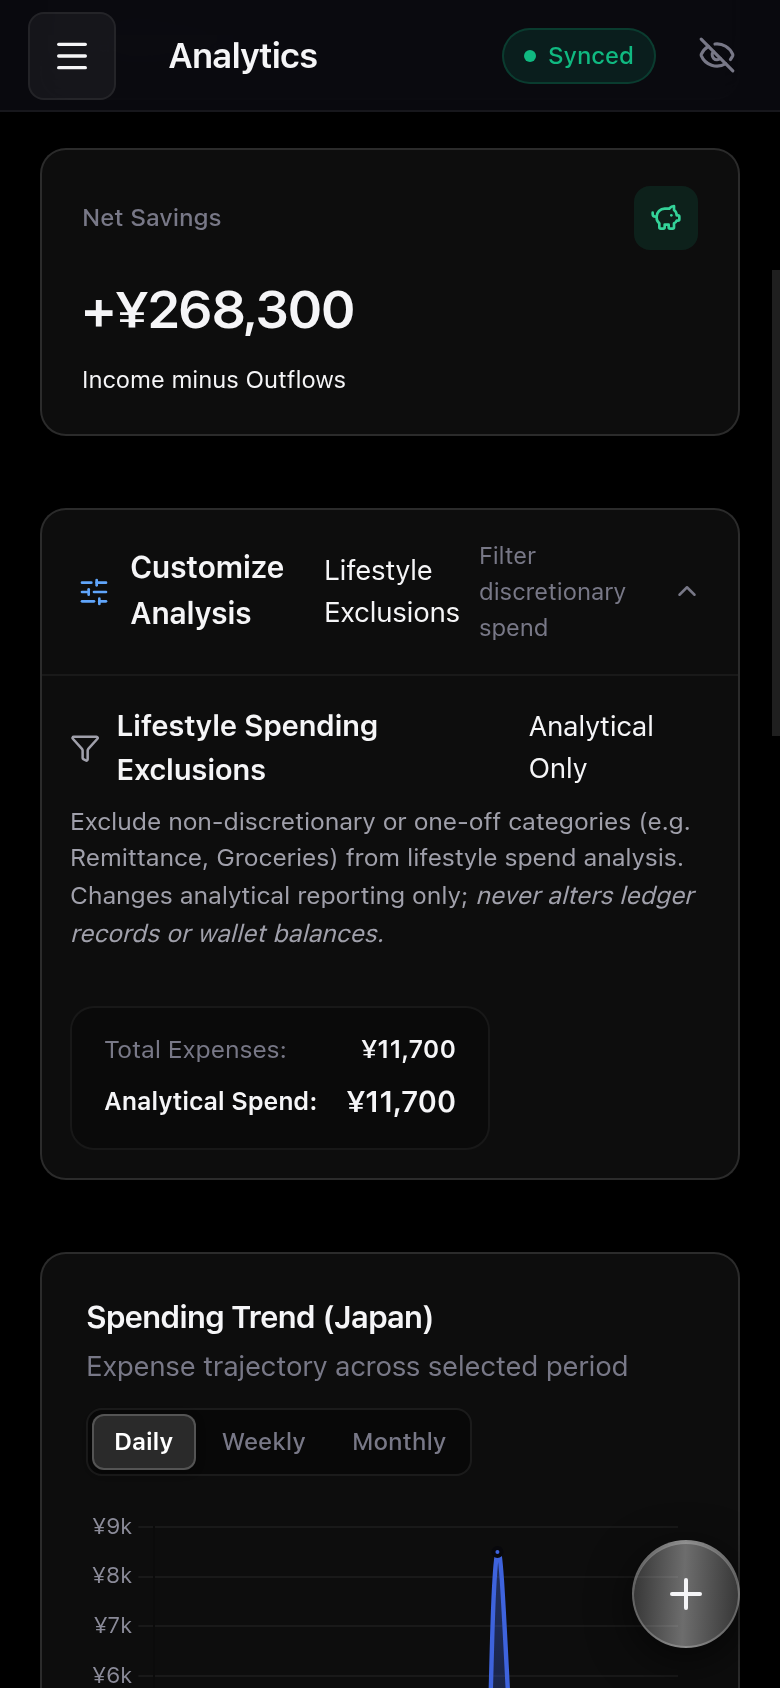 Analytics
Synced
Net Savings
+¥268,300
Income minus Outflows
Customize
Analysis
Lifestyle
Exclusions
Filter
discretionary
spend
Lifestyle Spending
Exclusions
Analytical
Only
Exclude non-discretionary or one-off categories (e.g.
Remittance, Groceries) from lifestyle spend analysis.
Changes analytical reporting only; never alters ledger
records or wallet balances.
Total Expenses: ¥11,700
Analytical Spend: ¥11,700
Spending Trend (Japan)
Expense trajectory across selected period
Daily Weekly Monthly
¥9k
¥8k
¥7k
¥6k